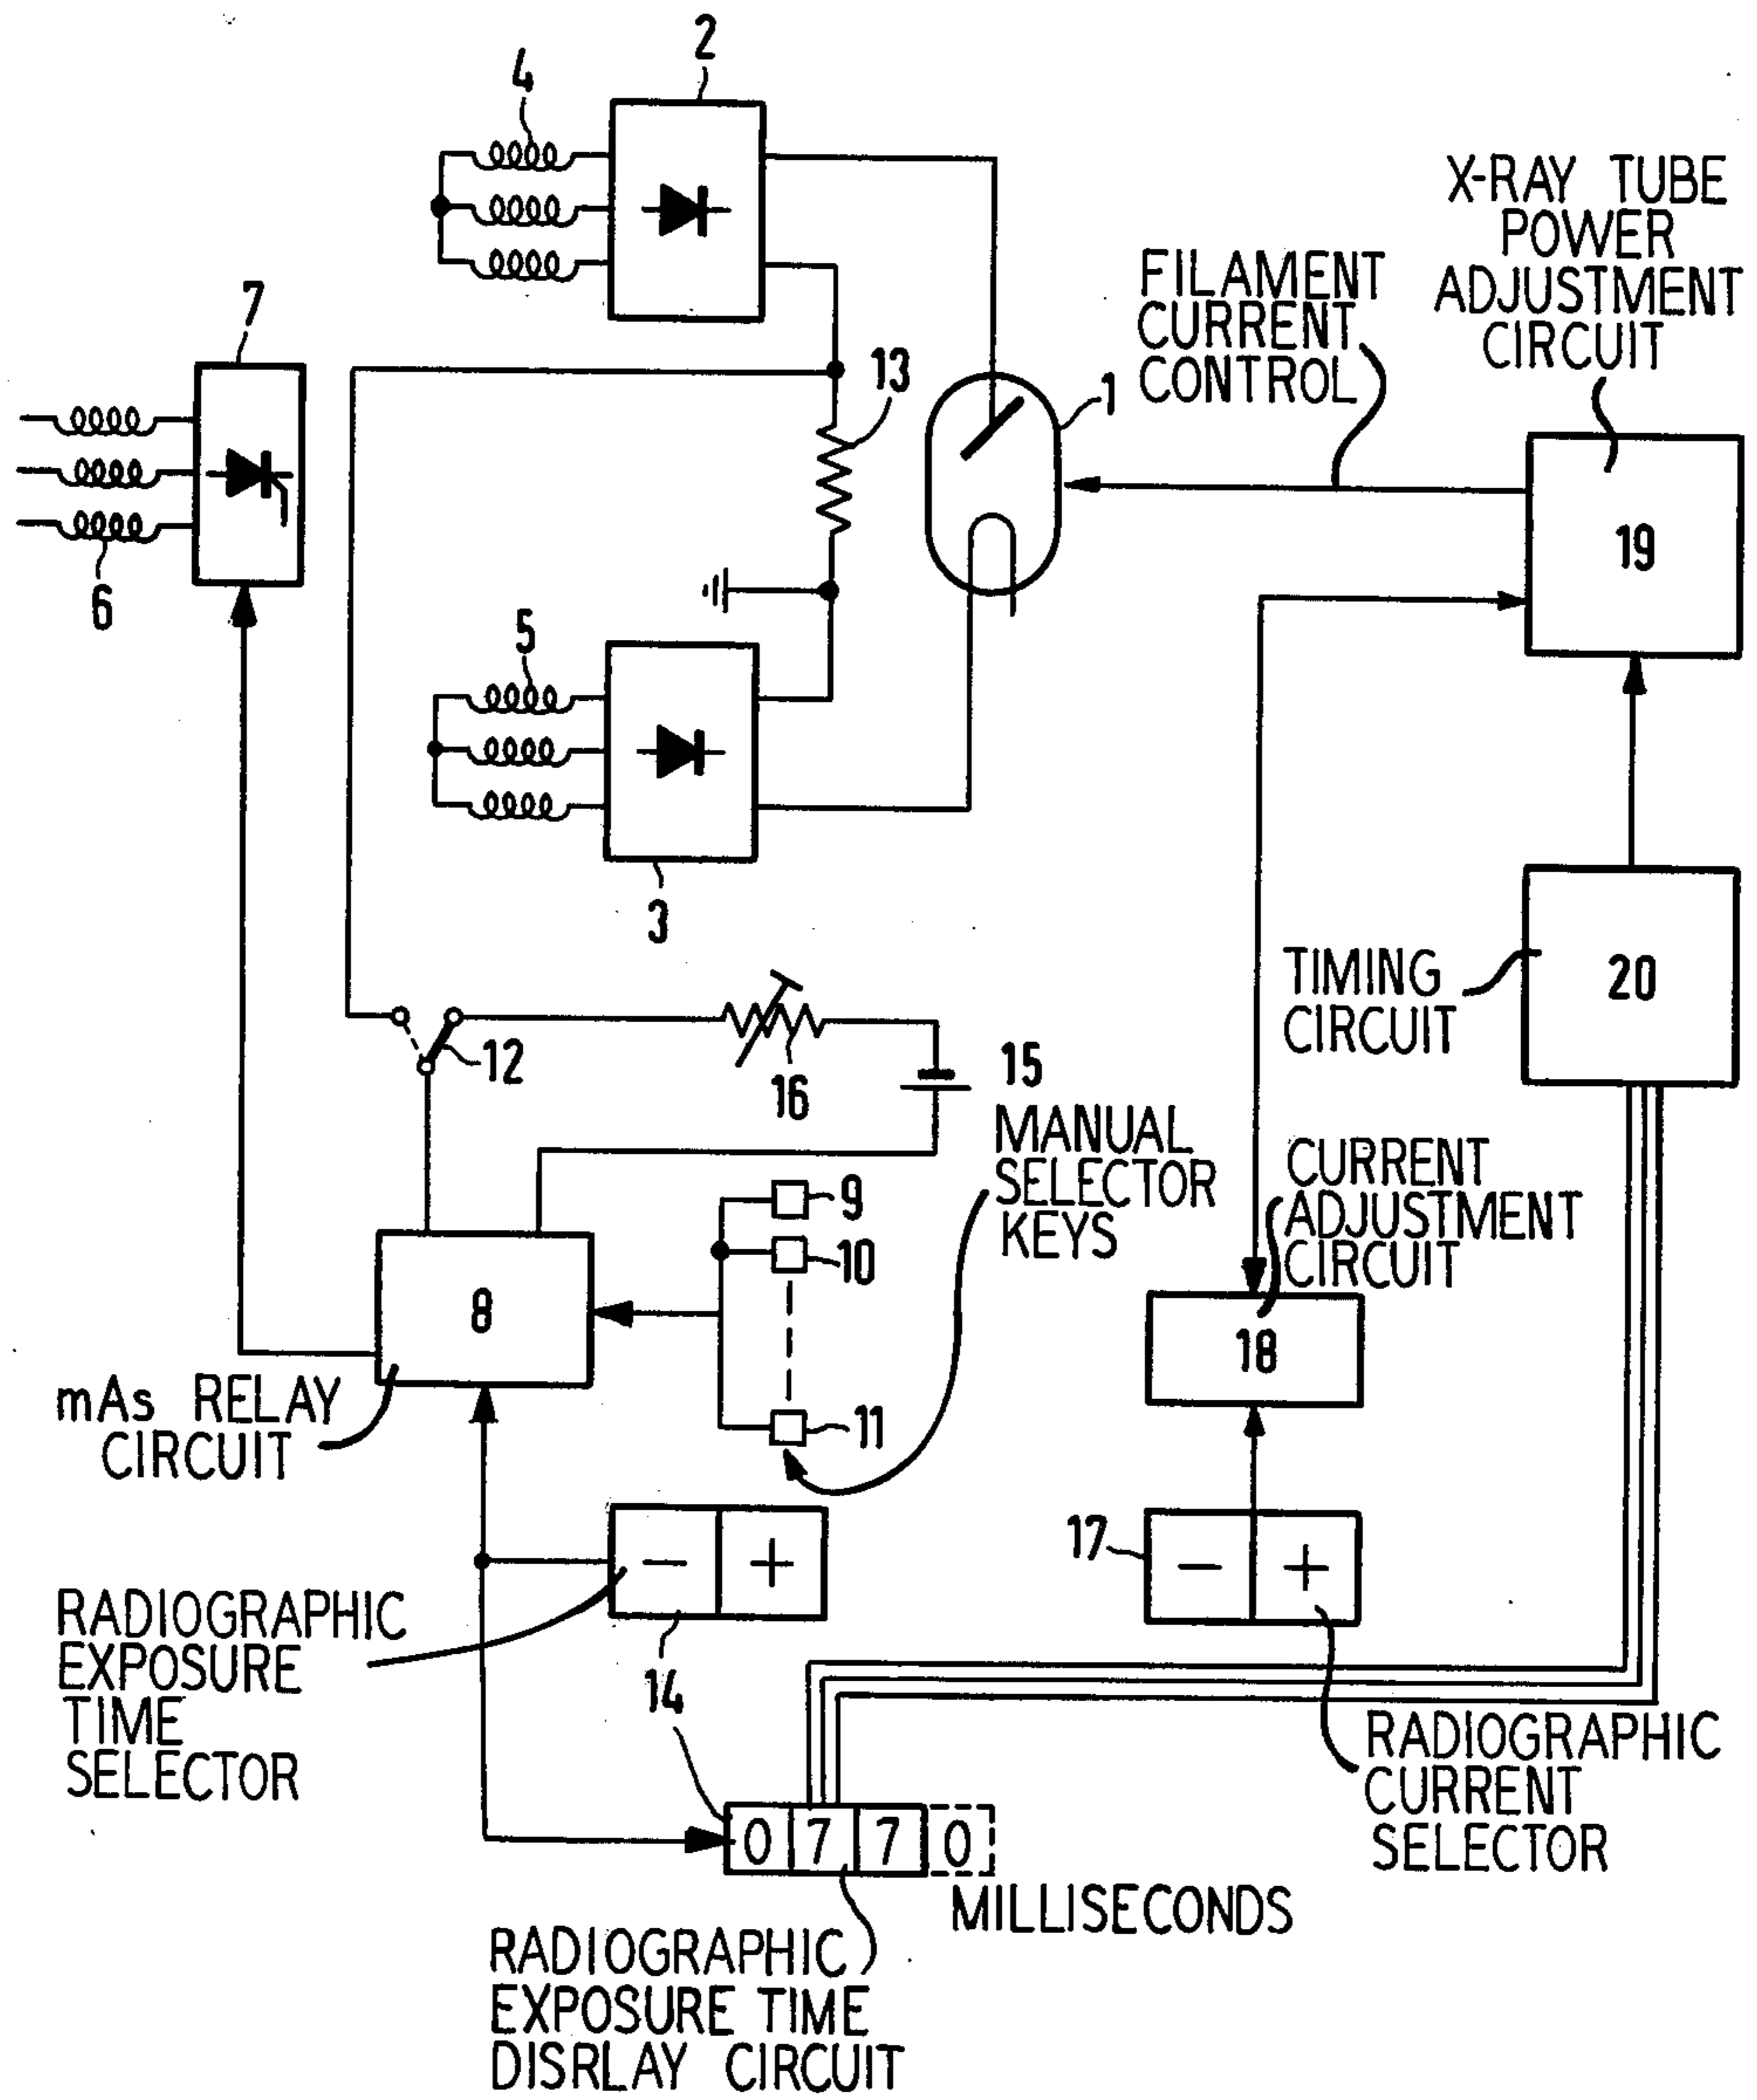 2
4
X-RAY TUBE
POWER
ADJUSTMENT
CIRCUIT
FILAMENT
CURRENT
CONTROL
7
13
1
19
6
5
3
TIMING
CIRCUIT
20
12
16
15
MANUAL
SELECTOR
KEYS
CURRENT
ADJUSTMENT
CIRCUIT
9
10
8
18
11
mAs RELAY
CIRCUIT
17
- +
- +
RADIOGRAPHIC
EXPOSURE
TIME
SELECTOR
14
RADIOGRAPHIC
CURRENT
SELECTOR
0 7 7 0
MILLISECONDS
RADIOGRAPHIC
EXPOSURE TIME
DISRLAY CIRCUIT